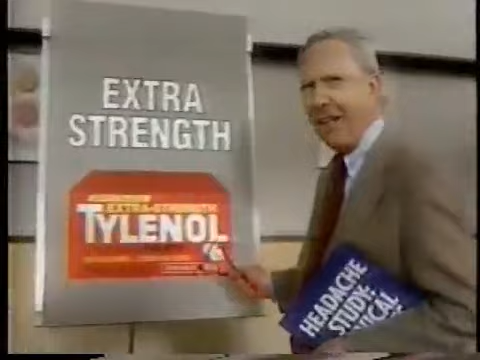 EXTRA
STRENGTH
EXTRA-STRENGTH
TYLENOL
HEADACHE
STUDY: